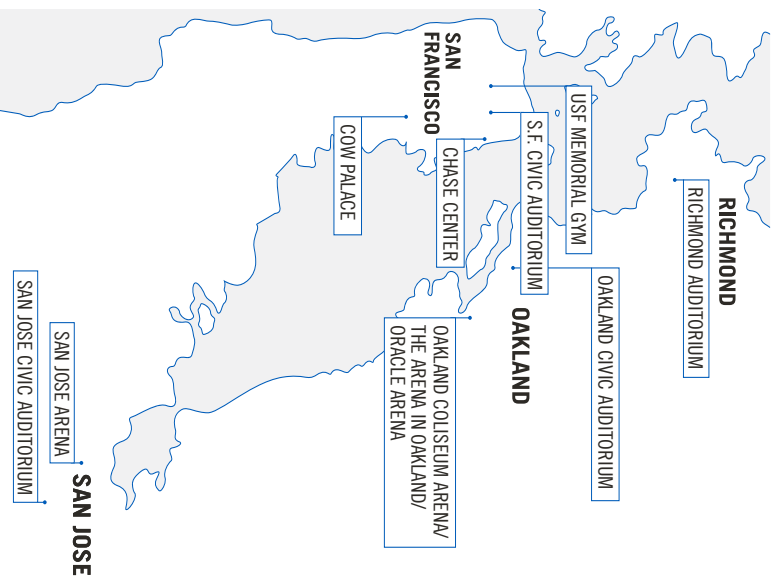 RICHMOND
RICHMOND AUDITORIUM
USF MEMORIAL GYM
S.F. CIVIC AUDITORIUM
SAN
FRANCISCO
CHASE CENTER
COW PALACE
OAKLAND CIVIC AUDITORIUM
OAKLAND
OAKLAND COLISEUM ARENA/
THE ARENA IN OAKLAND/
ORACLE ARENA
SAN JOSE
SAN JOSE ARENA
SAN JOSE CIVIC AUDITORIUM